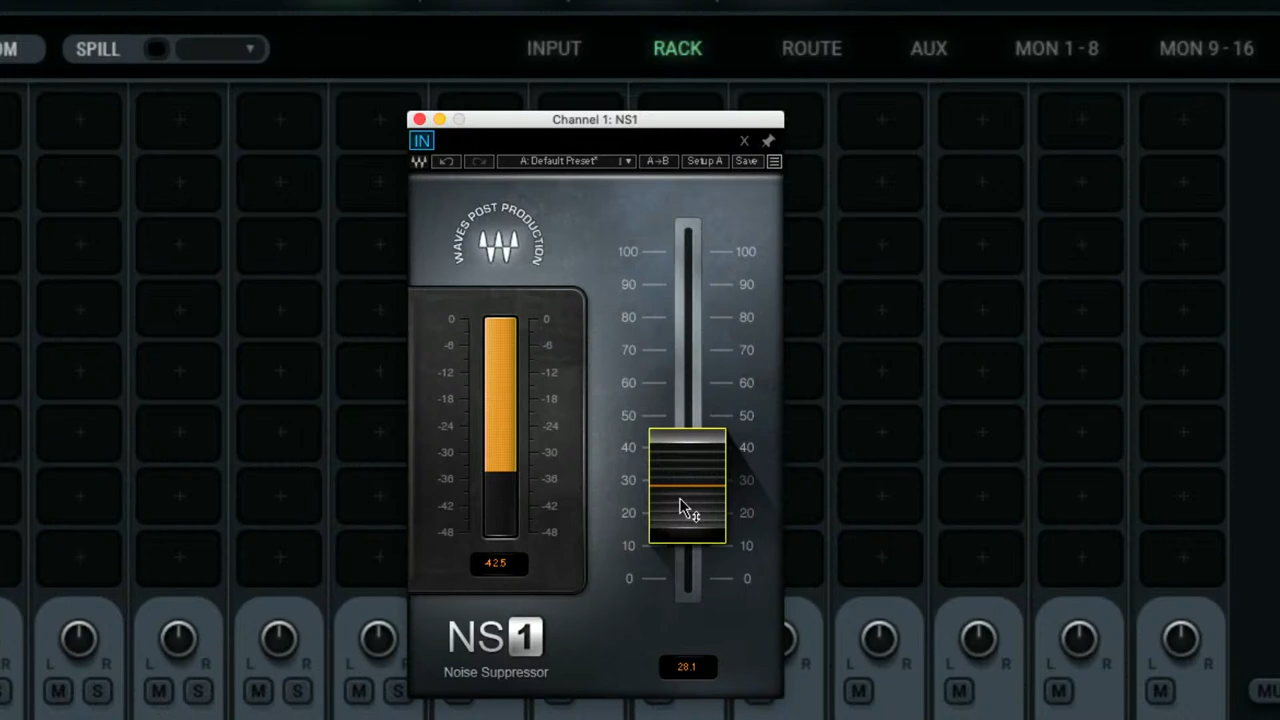 OM SPILL INPUT RACK ROUTE AUX MON 1 - 8 MON 9 - 16
Channel 1: NS1
IN X
A: Default Preset* A→B Setup A Save
WAVES POST PRODUCTION
100 100
90 90
80 80
70 70
60 60
50 50
40 40
30 30
20 20
10 10
0 0
0 0
-6 -6
-12 -12
-18 -18
-24 -24
-30 -30
-36 -36
-42 -42
-48 -48
42.5
NS1
Noise Suppressor
28.1
L R L R L R L R R L R L R L R L R
M S M S M S M S M M M M MU